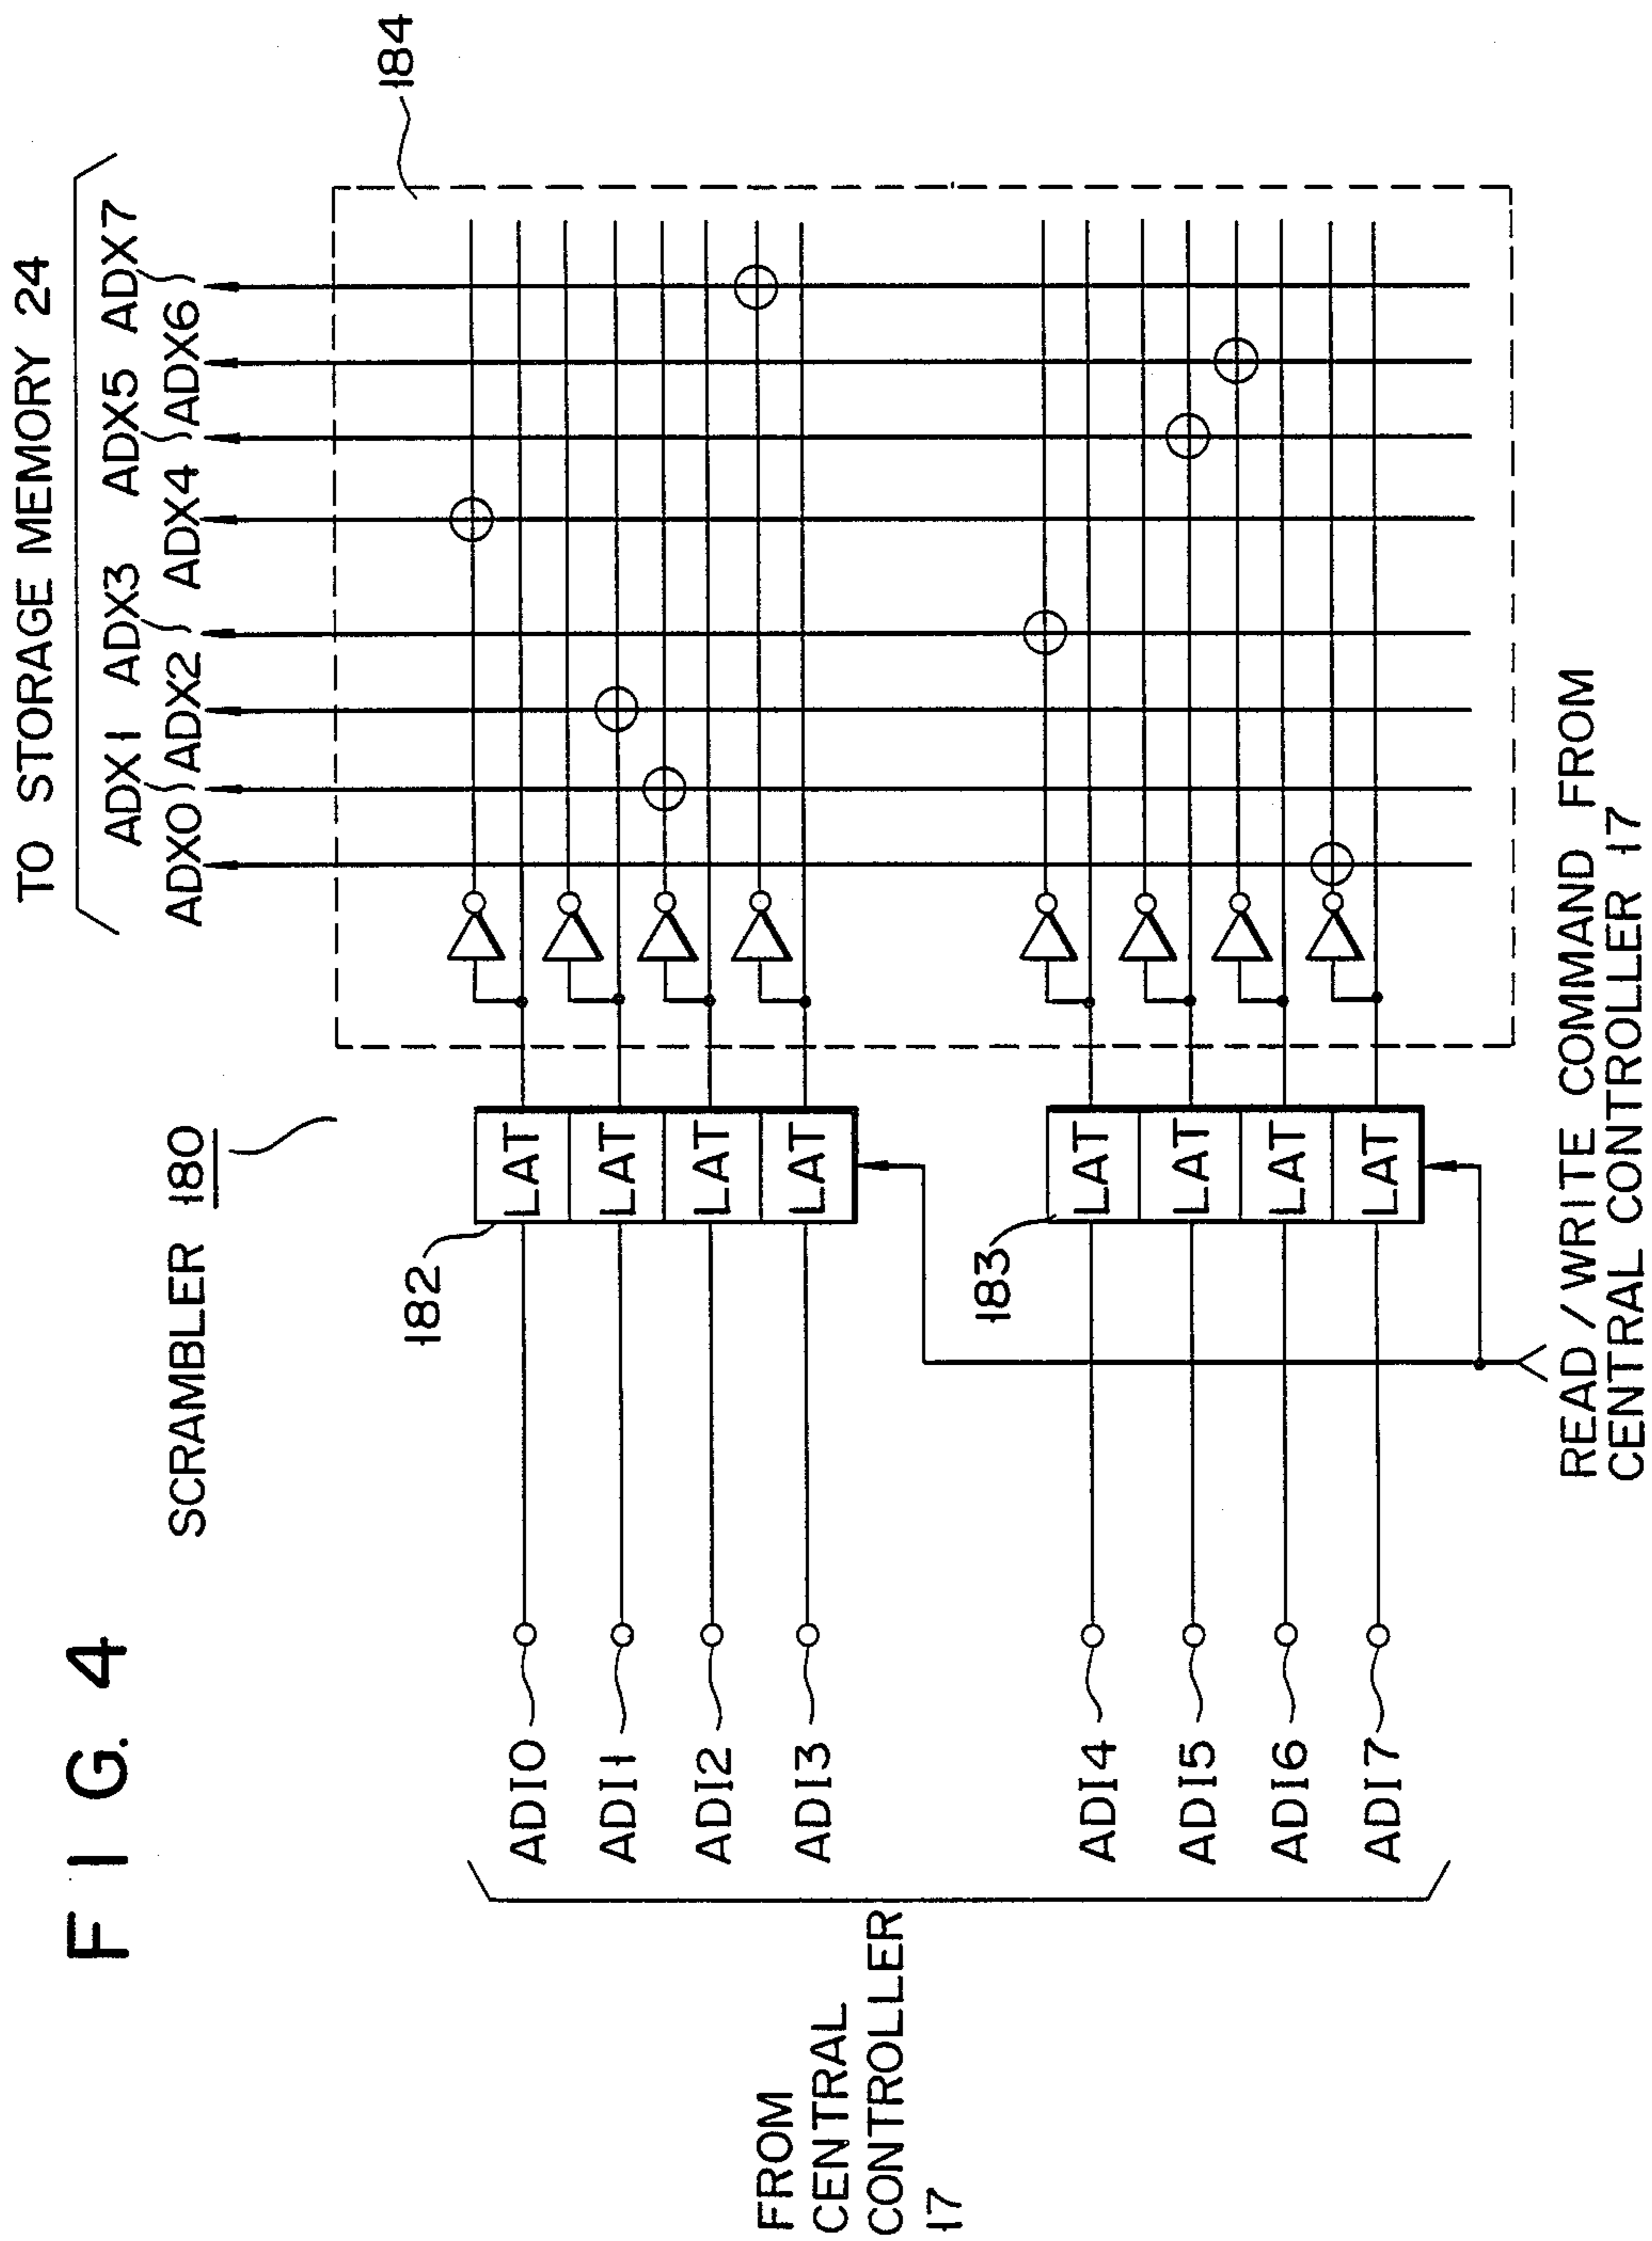 FIG. 4
SCRAMBLER 180
TO STORAGE MEMORY 24
ADX1 ADX3 ADX5 ADX7
ADX0 ADX2 ADX4 ADX6
184
182
LAT
LAT
LAT
LAT
183
LAT
LAT
LAT
LAT
ADI0
ADI1
ADI2
ADI3
ADI4
ADI5
ADI6
ADI7
FROM
CENTRAL
CONTROLLER
17
READ/WRITE COMMAND FROM
CENTRAL CONTROLLER 17